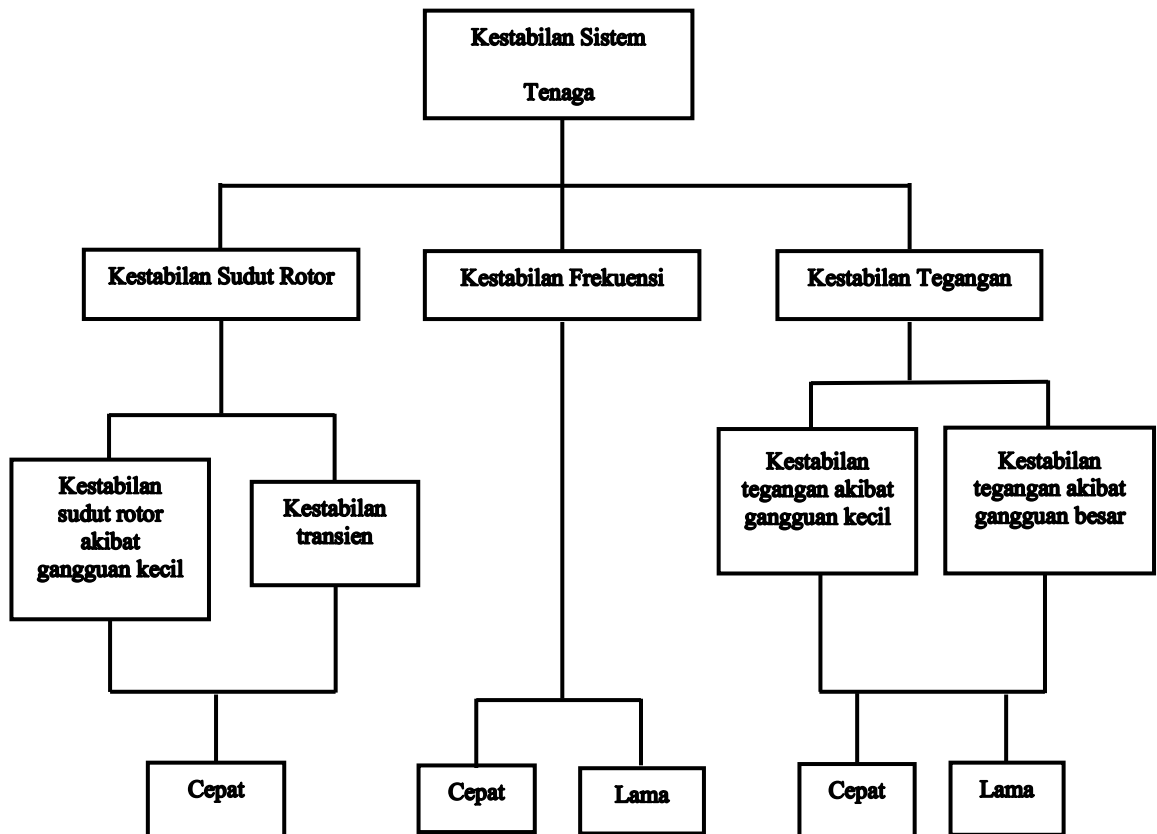 Kestabilan Sistem
Tenaga
Kestabilan Sudut Rotor
Kestabilan Frekuensi
Kestabilan Tegangan
Kestabilan
sudut rotor
akibat
gangguan kecil
Kestabilan
transien
Kestabilan
tegangan akibat
gangguan kecil
Kestabilan
tegangan akibat
gangguan besar
Cepat
Cepat
Lama
Cepat
Lama